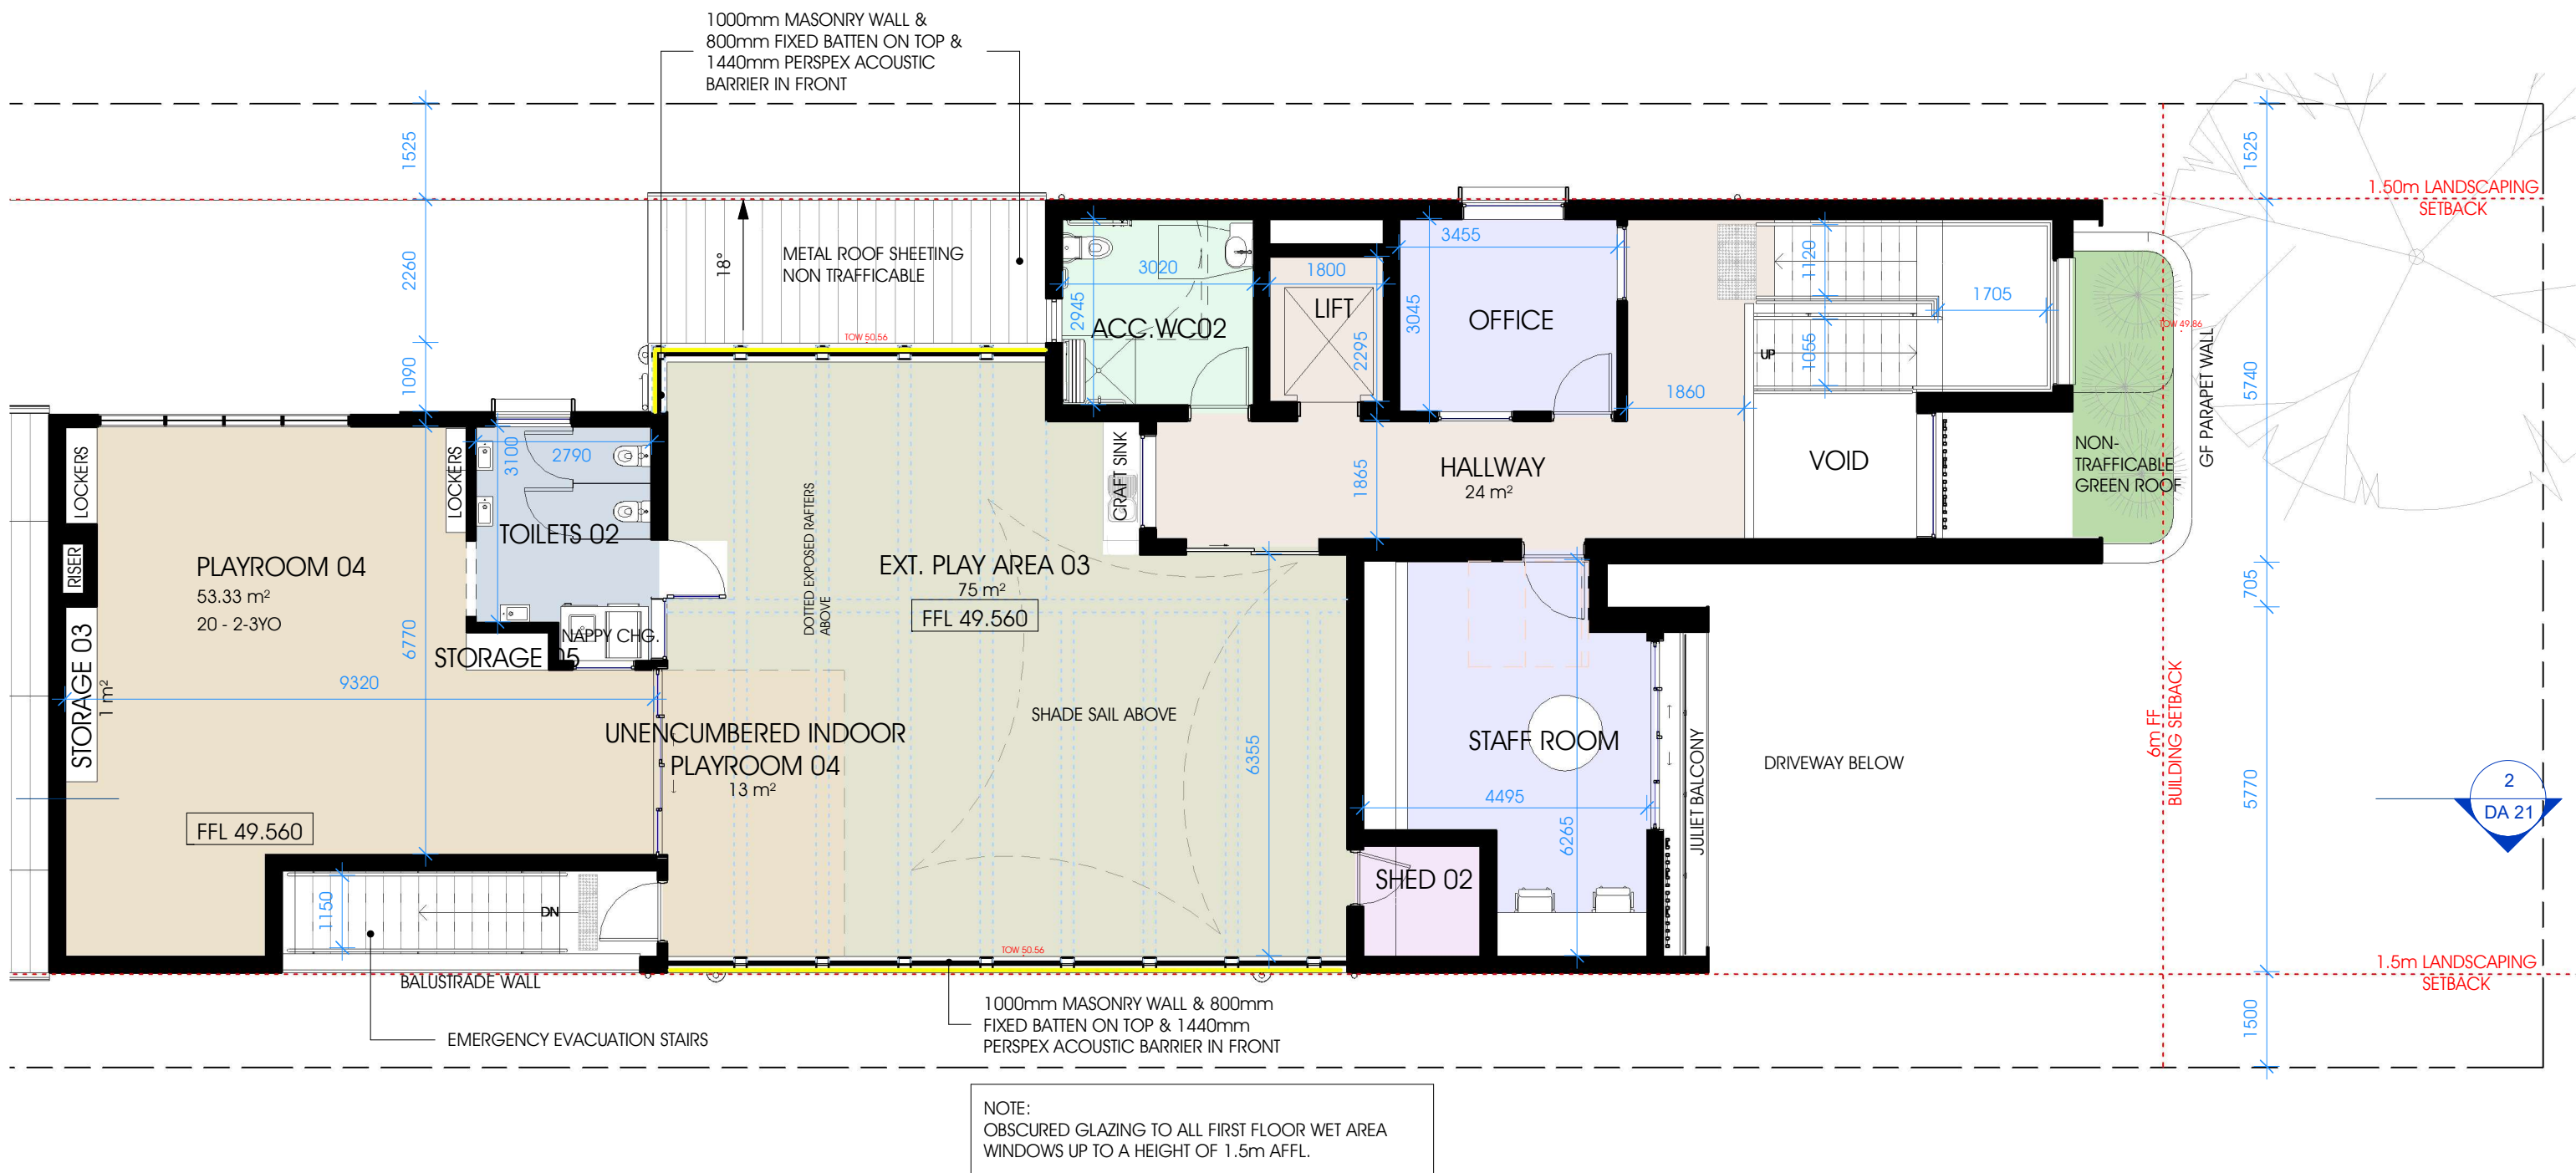 1000mm MASONRY WALL &
800mm FIXED BATTEN ON TOP &
1440mm PERSPEX ACOUSTIC
BARRIER IN FRONT
1525
1525
1.50m LANDSCAPING
SETBACK
2260
18°
METAL ROOF SHEETING
NON TRAFFICABLE
TOW 50.56
3020
2945
ACC.WC02
1800
LIFT
2295
3455
3045
OFFICE
1120
1705
UP
1055
1860
TOW 49.86
GF PARAPET WALL
5740
1090
LOCKERS
LOCKERS
3100
2790
TOILETS 02
CRAFT SINK
1865
HALLWAY
24 m²
VOID
NON-
TRAFFICABLE
GREEN ROOF
RISER
PLAYROOM 04
53.33 m²
20 - 2-3YO
DOTTED EXPOSED RAFTERS
ABOVE
EXT. PLAY AREA 03
75 m²
FFL 49.560
705
NAPPY CHG.
STORAGE 05
STORAGE 03
1 m²
6770
9320
UNENCUMBERED INDOOR
PLAYROOM 04
13 m²
SHADE SAIL ABOVE
6355
STAFF ROOM
4495
6265
JULIET BALCONY
DRIVEWAY BELOW
6m FF
BUILDING SETBACK
5770
2
DA 21
FFL 49.560
SHED 02
1150
DN
TOW 50.56
BALUSTRADE WALL
1.5m LANDSCAPING
SETBACK
1000mm MASONRY WALL & 800mm
FIXED BATTEN ON TOP & 1440mm
PERSPEX ACOUSTIC BARRIER IN FRONT
EMERGENCY EVACUATION STAIRS
1500
NOTE:
OBSCURED GLAZING TO ALL FIRST FLOOR WET AREA
WINDOWS UP TO A HEIGHT OF 1.5m AFFL.